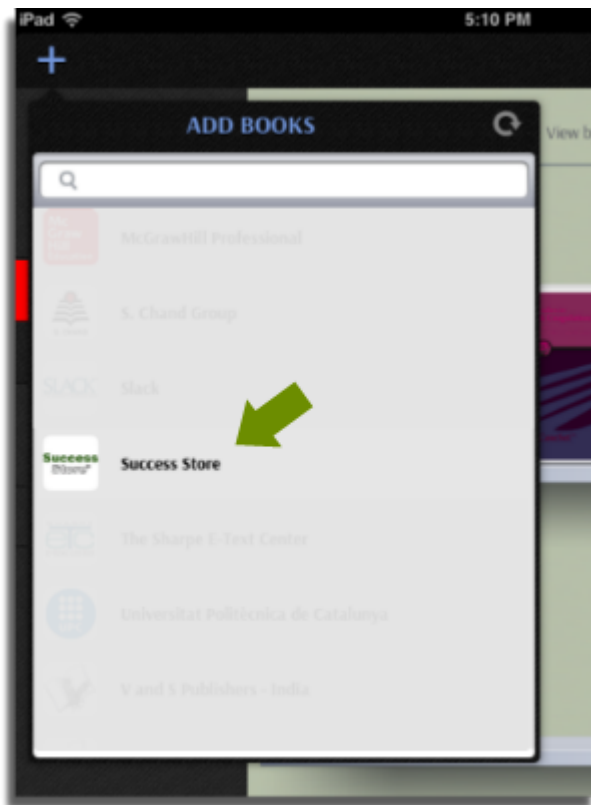 iPad 5:10 PM
+
ADD BOOKS
View b
McGrawHill Professional
S. Chand Group
SLACK Slack
Success
Store
Success Store
The Sharpe E-Text Center
Universitat Politécnica de Catalunya
V and S Publishers - India